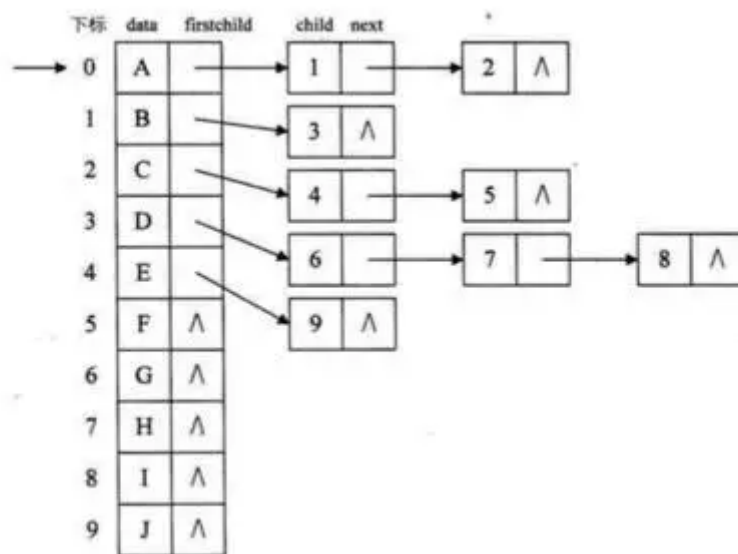 下标 data firstchild child next
0 A 1 2 ∧
1 B 3 ∧
2 C 4 5 ∧
3 D 6 7 8 ∧
4 E 9 ∧
5 F ∧
6 G ∧
7 H ∧
8 I ∧
9 J ∧